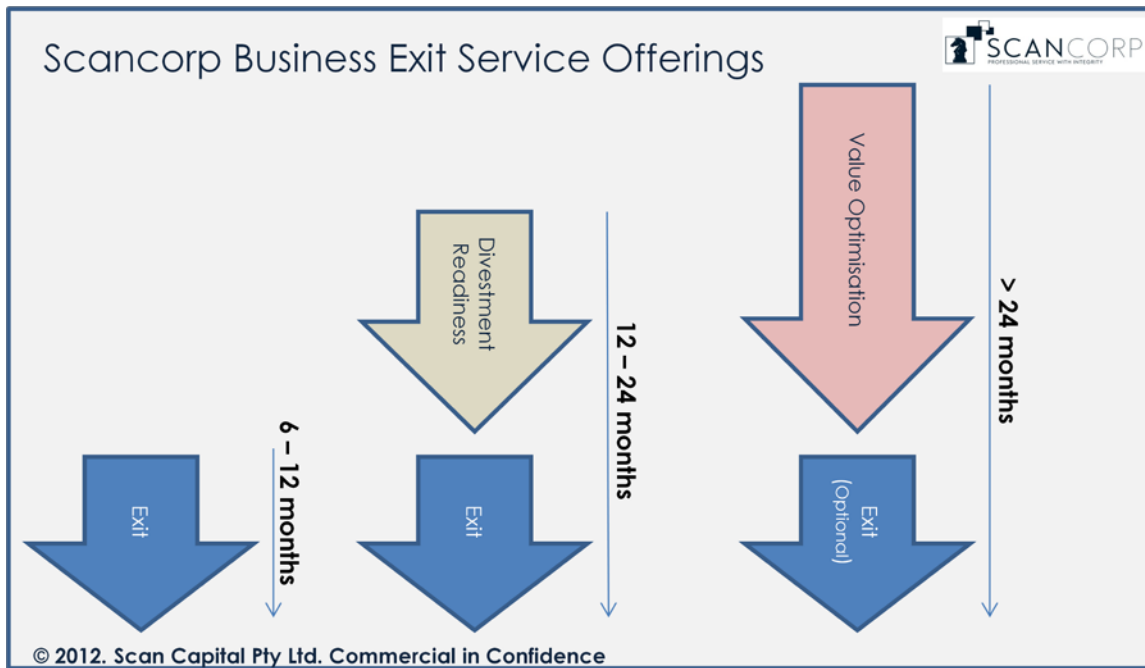 Scancorp Business Exit Service Offerings
SCANCORP
PROFESSIONAL SERVICE WITH INTEGRITY
Exit
6 – 12 months
Divestment
Readiness
Exit
12 – 24 months
Value Optimisation
Exit
(Optional)
> 24 months
© 2012. Scan Capital Pty Ltd. Commercial in Confidence